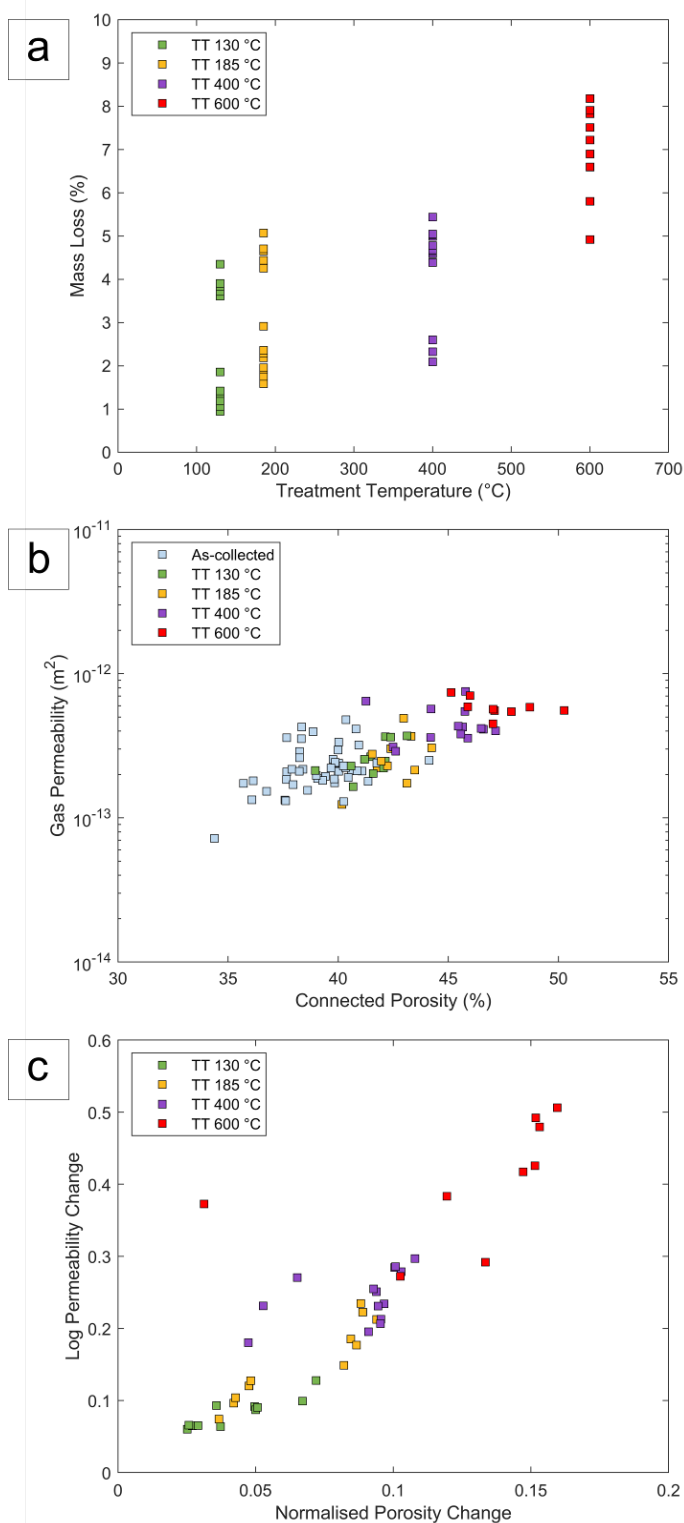 a
10
9
8
7
6
5
4
3
2
1
0
Mass Loss (%)
TT 130 °C
TT 185 °C
TT 400 °C
TT 600 °C
0 100 200 300 400 500 600 700
Treatment Temperature (°C)
b
10-11
10-12
10-13
10-14
Gas Permeability (m2)
As-collected
TT 130 °C
TT 185 °C
TT 400 °C
TT 600 °C
30 35 40 45 50 55
Connected Porosity (%)
c
0.6
0.5
0.4
0.3
0.2
0.1
0
Log Permeability Change
TT 130 °C
TT 185 °C
TT 400 °C
TT 600 °C
0 0.05 0.1 0.15 0.2
Normalised Porosity Change